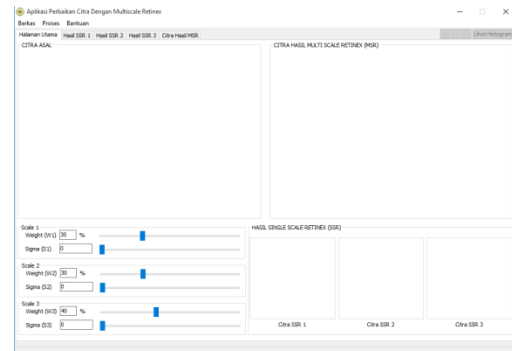 Aplikasi Perbaikan Citra Dengan Multiscale Retinex
Berkas Proses Bantuan
Halaman Utama Hasil SSR 1 Hasil SSR 2 Hasil SSR 3 Citra Hasil MSR Lihat Histogram
CITRA ASAL CITRA HASIL MULTI SCALE RETINEX (MSR)
Scale 1
Weight (W1) 30 %
Sigma (S1) 0
Scale 2
Weight (W2) 30 %
Sigma (S2) 0
Scale 3
Weight (W3) 40 %
Sigma (S3) 0
HASIL SINGLE SCALE RETINEX (SSR)
Citra SSR 1 Citra SSR 2 Citra SSR 3